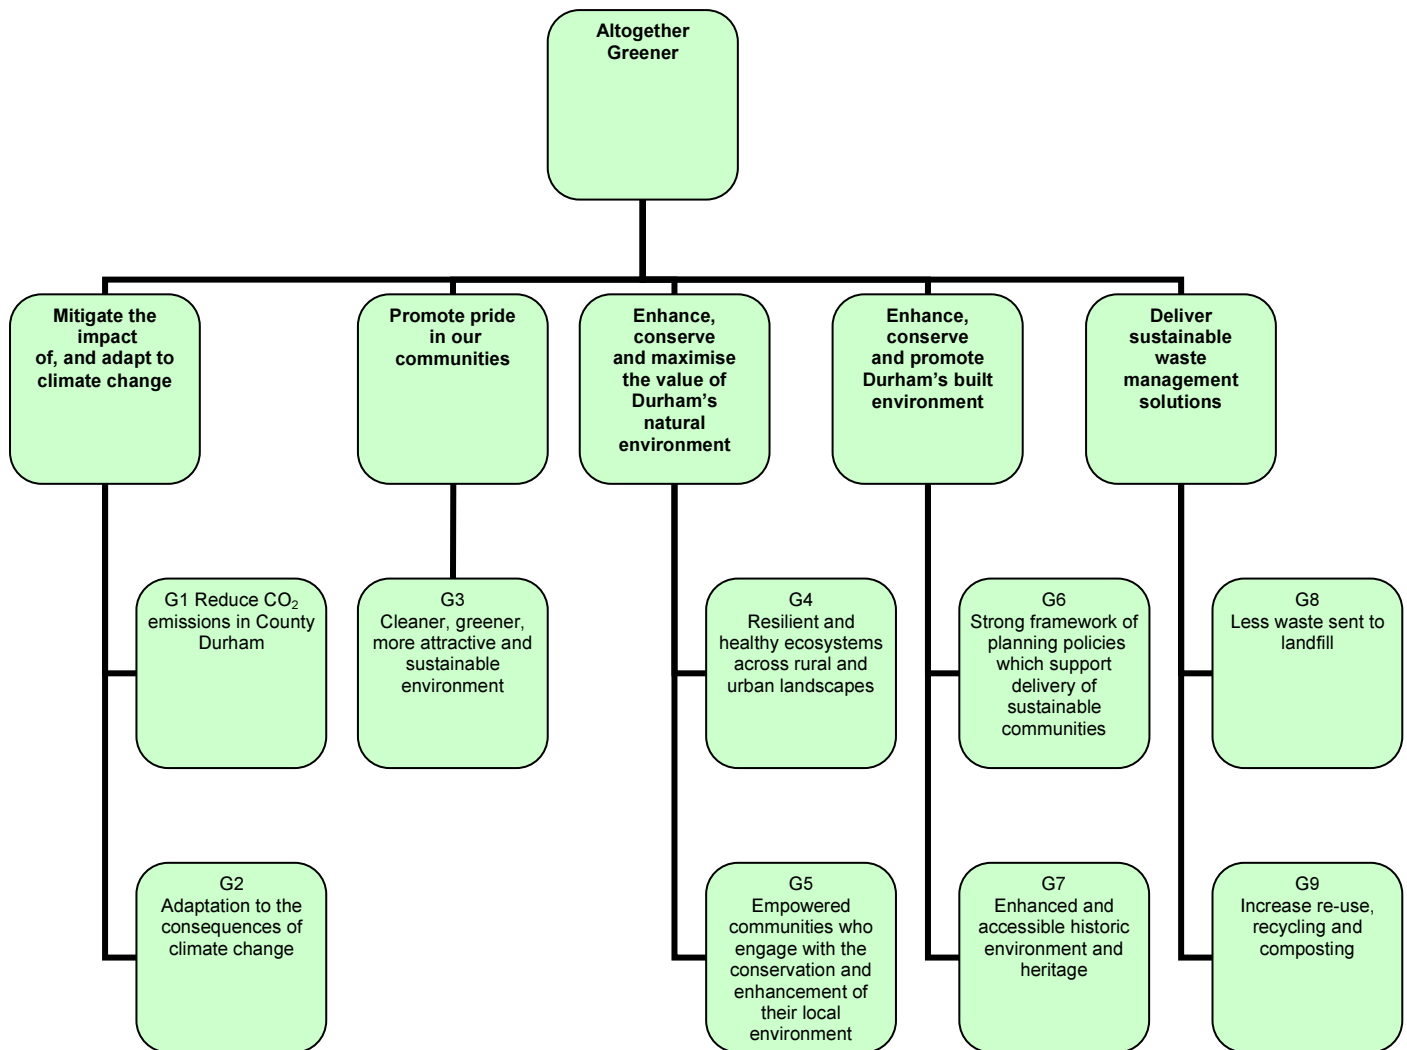 Altogether
Greener
Mitigate the
impact
of, and adapt to
climate change
Promote pride
in our
communities
Enhance,
conserve
and maximise
the value of
Durham’s
natural
environment
Enhance,
conserve
and promote
Durham’s built
environment
Deliver
sustainable
waste
management
solutions
G1 Reduce CO₂
emissions in County
Durham
G3
Cleaner, greener,
more attractive and
sustainable
environment
G4
Resilient and
healthy ecosystems
across rural and
urban landscapes
G6
Strong framework of
planning policies
which support
delivery of
sustainable
communities
G8
Less waste sent to
landfill
G2
Adaptation to the
consequences of
climate change
G5
Empowered
communities who
engage with the
conservation and
enhancement of
their local
environment
G7
Enhanced and
accessible historic
environment and
heritage
G9
Increase re-use,
recycling and
composting